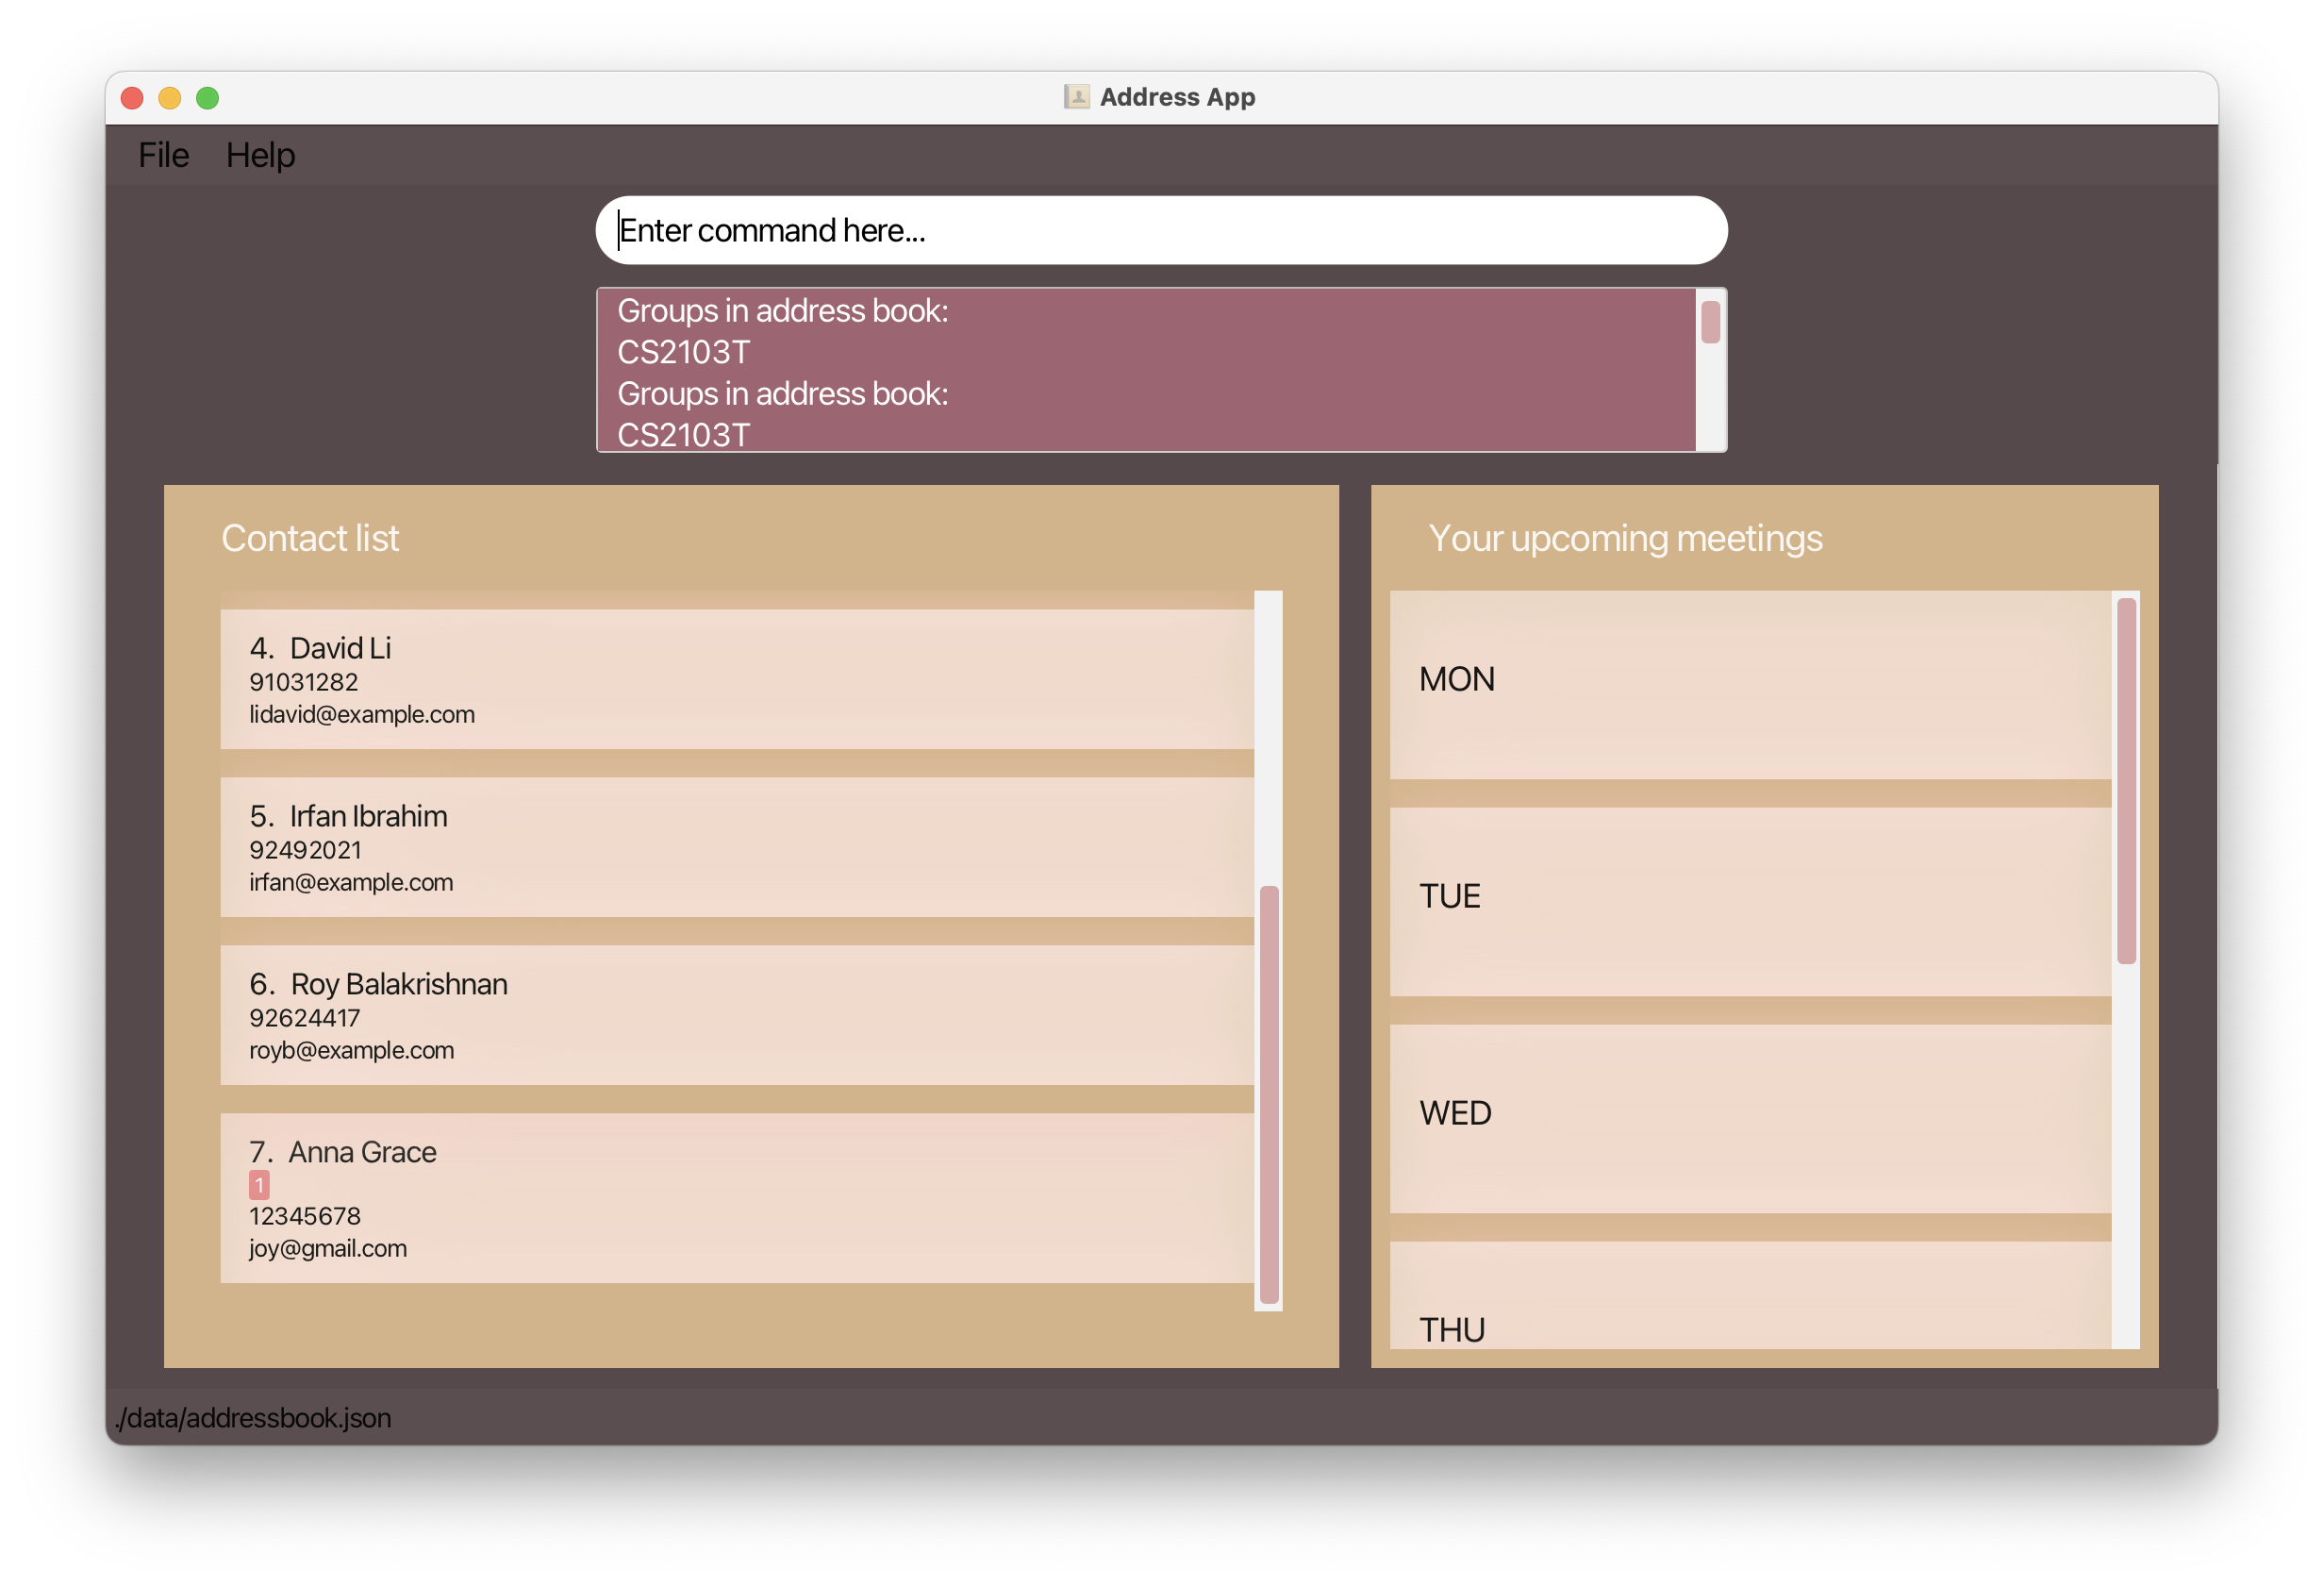 Address App
File Help
Enter command here...
Groups in address book:
CS2103T
Groups in address book:
CS2103T
Contact list
4. David Li
91031282
lidavid@example.com
5. Irfan Ibrahim
92492021
irfan@example.com
6. Roy Balakrishnan
92624417
royb@example.com
7. Anna Grace
1
12345678
joy@gmail.com
Your upcoming meetings
MON
TUE
WED
THU
./data/addressbook.json